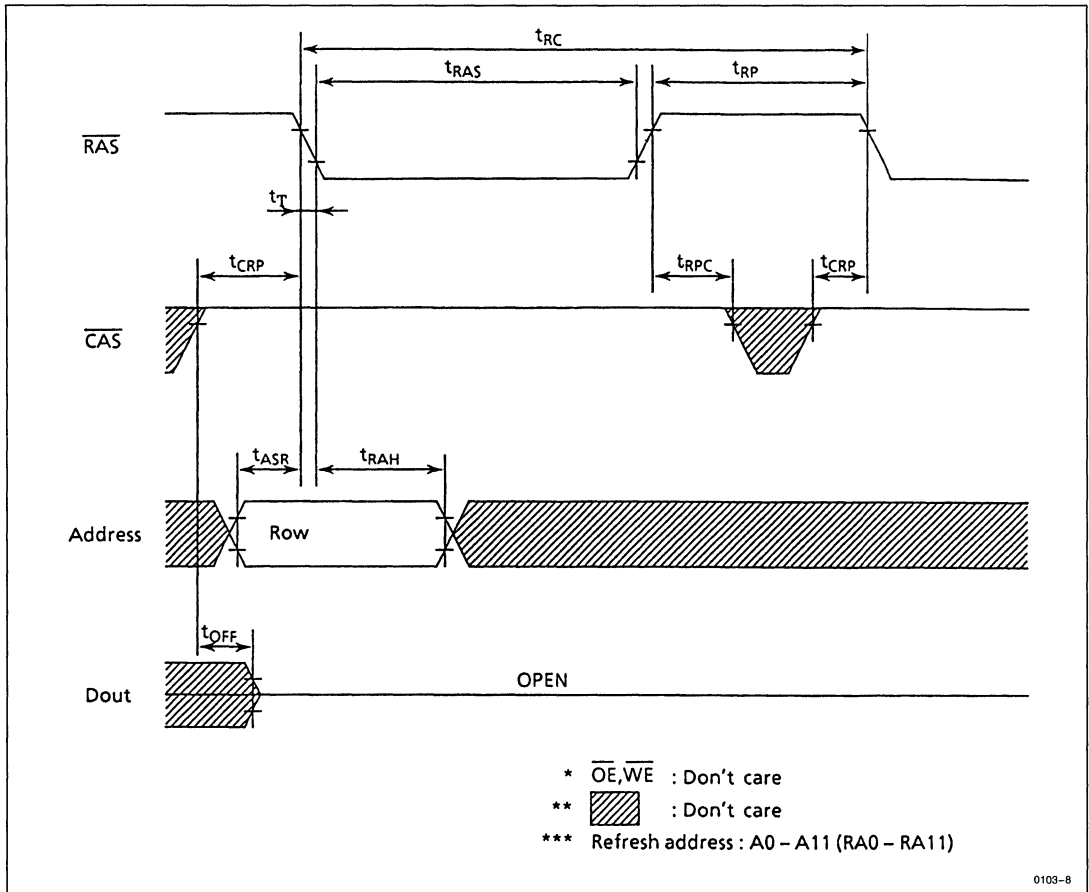 tRC
tRAS tRP
RAS
tT
tCRP tRPC tCRP
CAS
tASR tRAH
Address Row
tOFF
OPEN
Dout
* OE,WE : Don't care
** : Don't care
*** Refresh address : A0 – A11 (RA0 – RA11)
0103–8